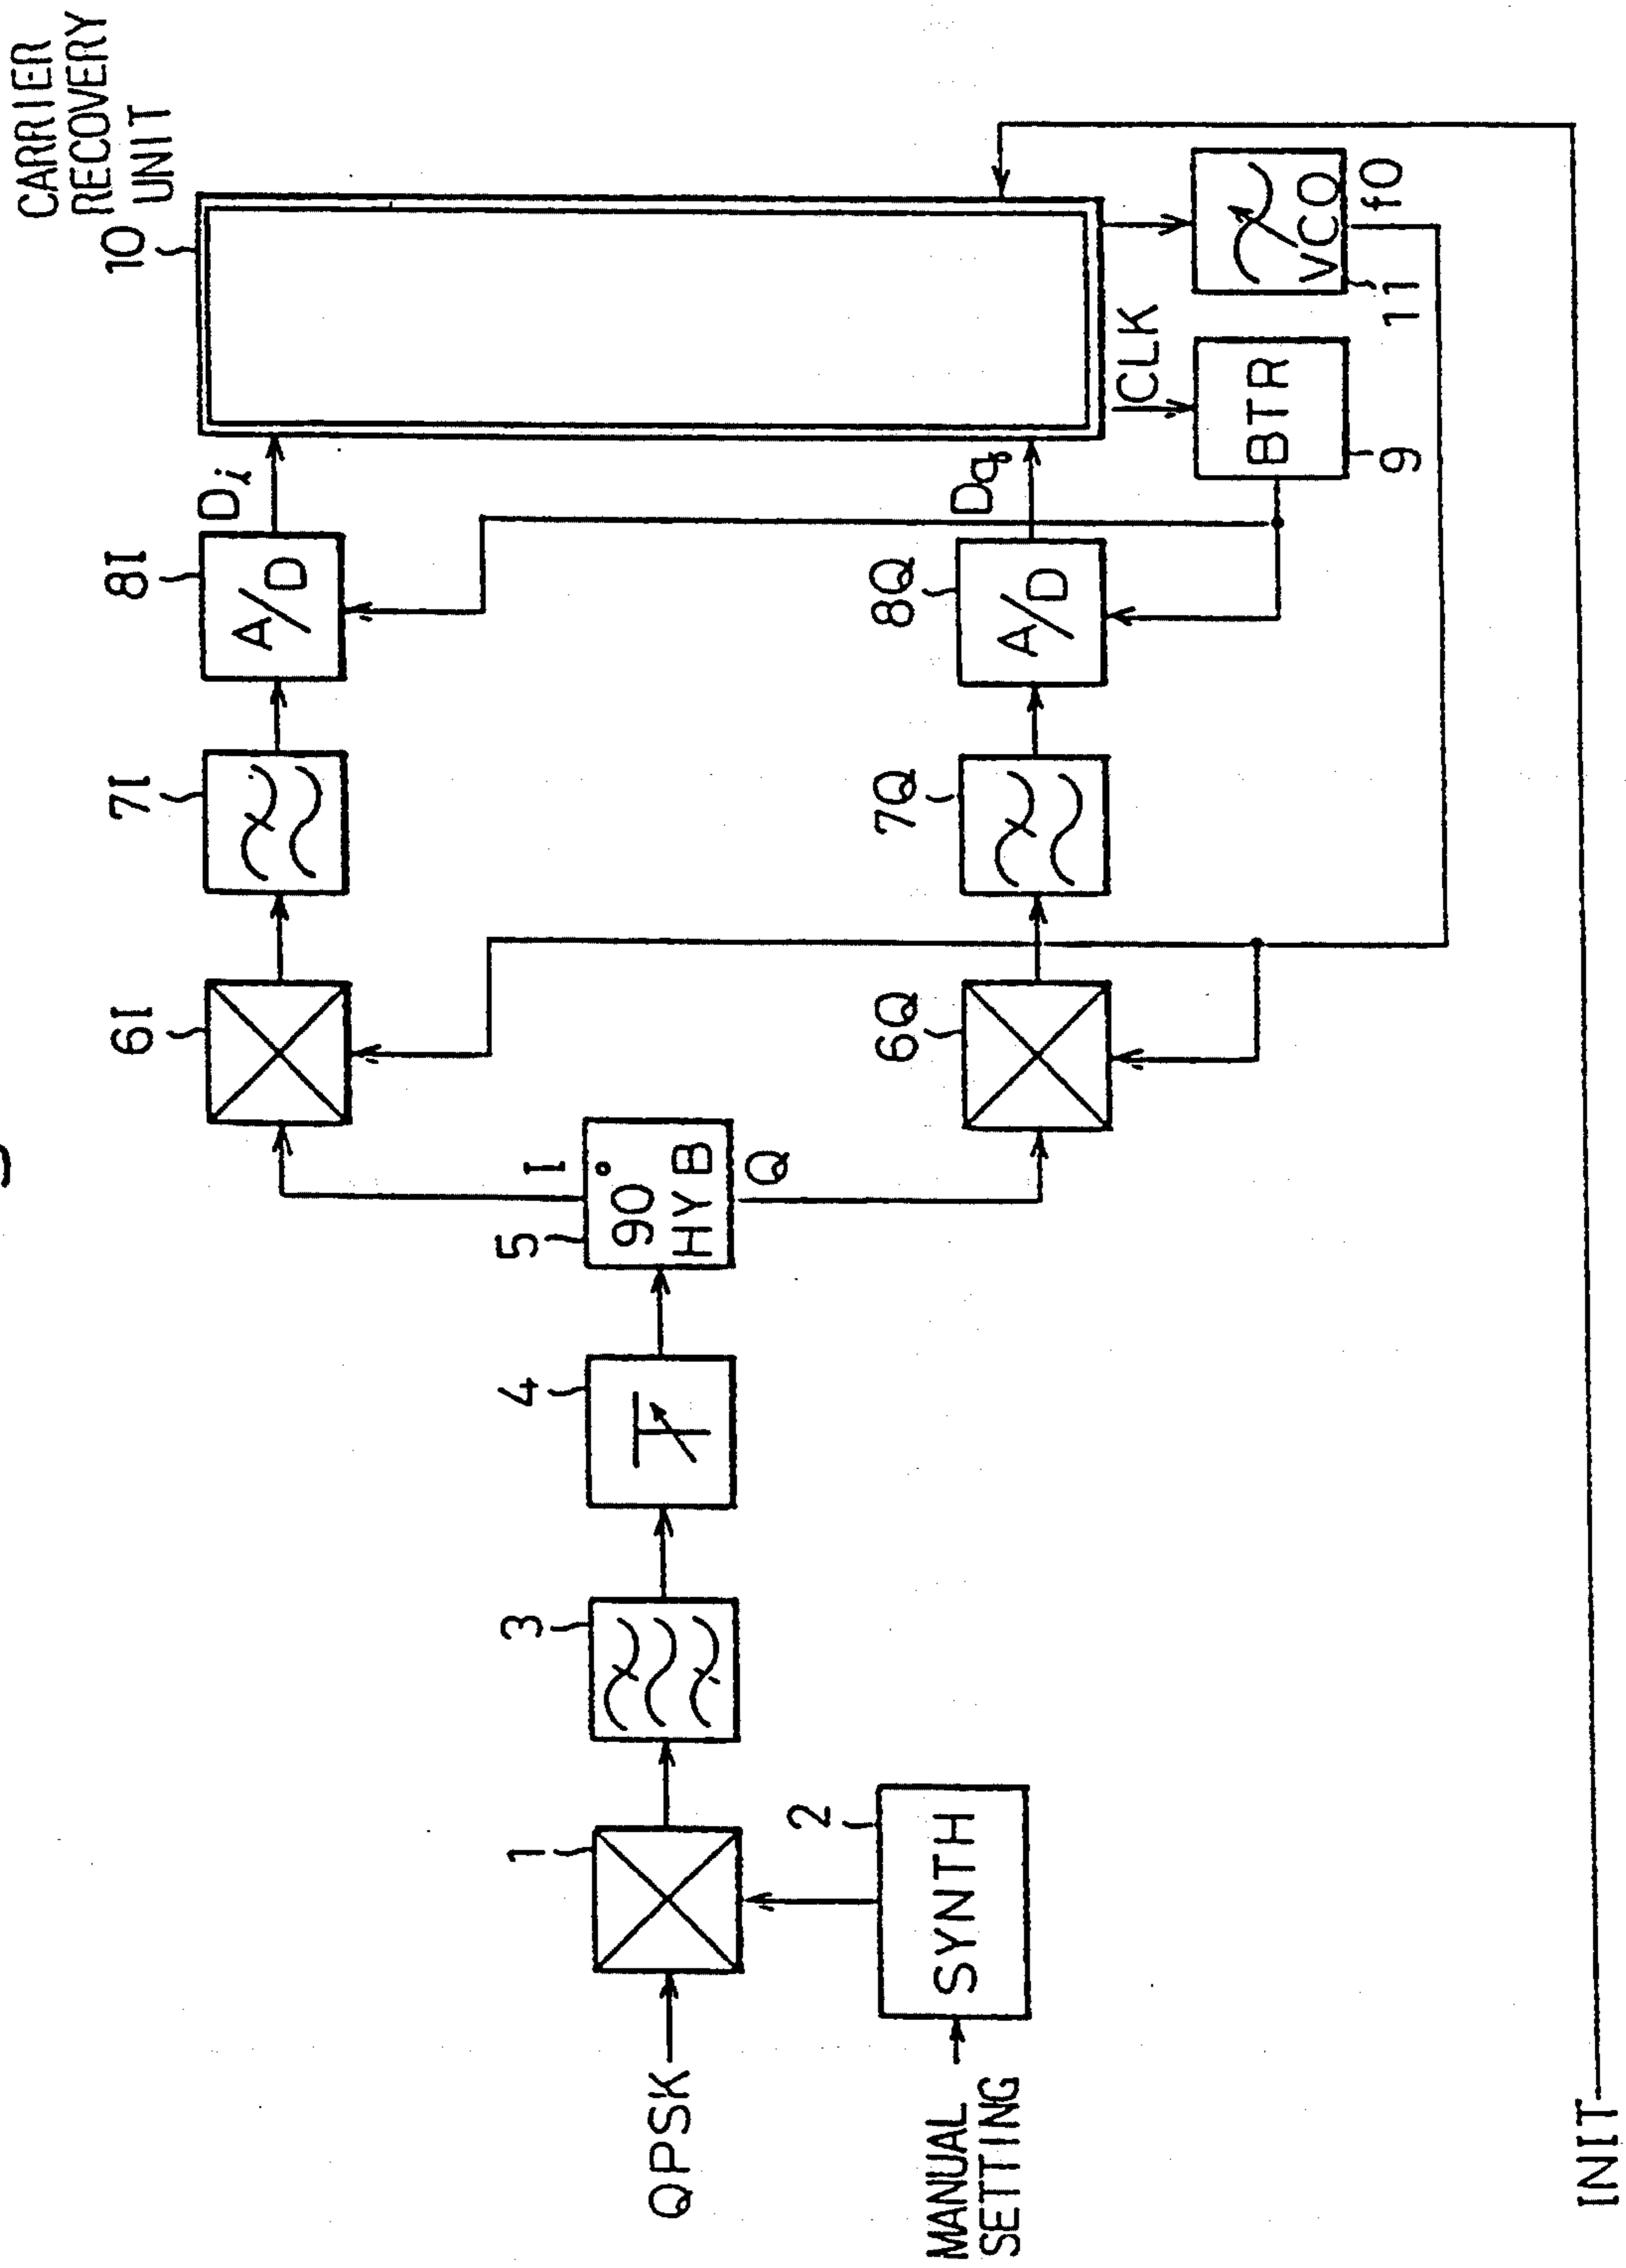 CARRIER
RECOVERY
UNIT
10
8I
Di
7I
A/D
6I
I
5
90°
HYB
Q
4
3
1
QPSK
2
SYNTH
MANUAL
SETTING
6Q
7Q
8Q
A/D
Dq
CLK
BTR
9
VCO
11
f0
INIT